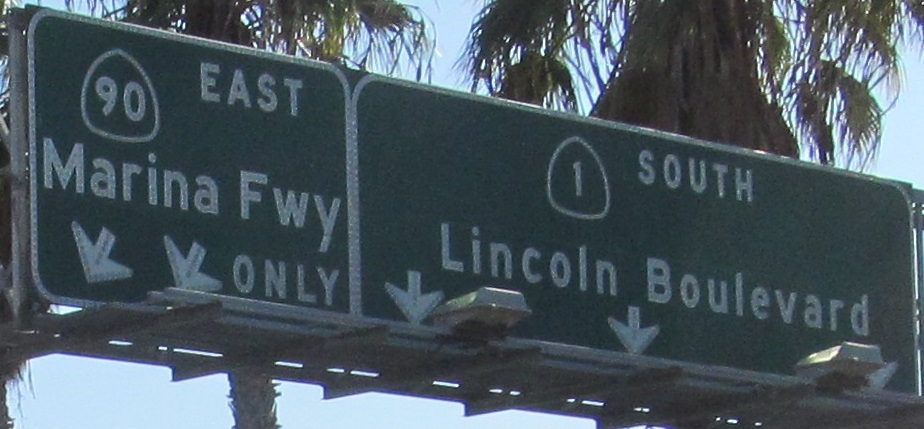 90 EAST
Marina Fwy
ONLY
1 SOUTH
Lincoln Boulevard